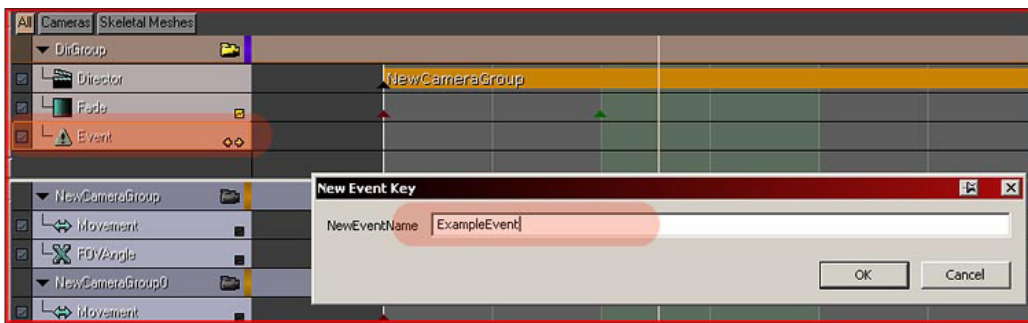 All Cameras Skeletal Meshes
DirGroup
Director
NewCameraGroup
Fade
Event
NewCameraGroup
Movement
FOVAngle
NewCameraGroup0
Movement
New Event Key
NewEventName ExampleEvent
OK Cancel